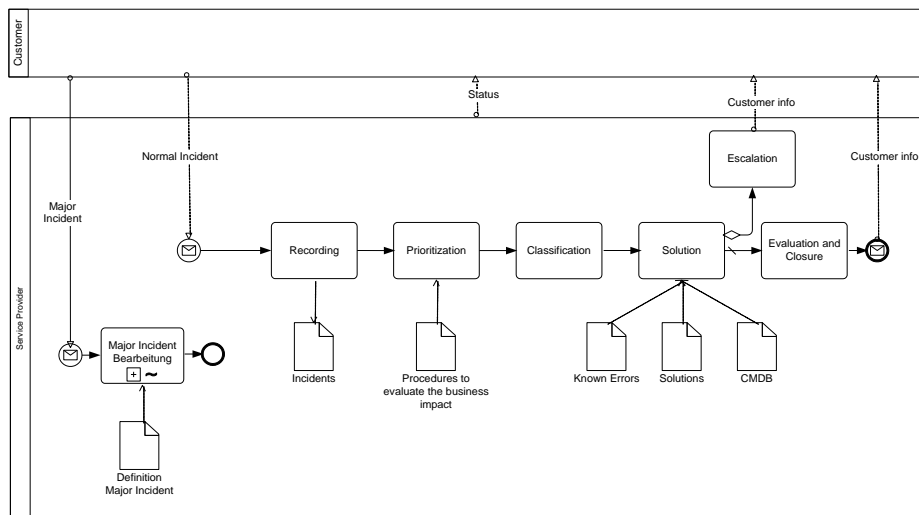 Customer
Status
Customer info
Normal Incident
Escalation
Customer info
Major
Incident
Recording
Prioritization
Classification
Solution
Evaluation and
Closure
Service Provider
Major Incident
Bearbeitung
Incidents
Procedures to
evaluate the business
impact
Known Errors
Solutions
CMDB
Definition
Major Incident